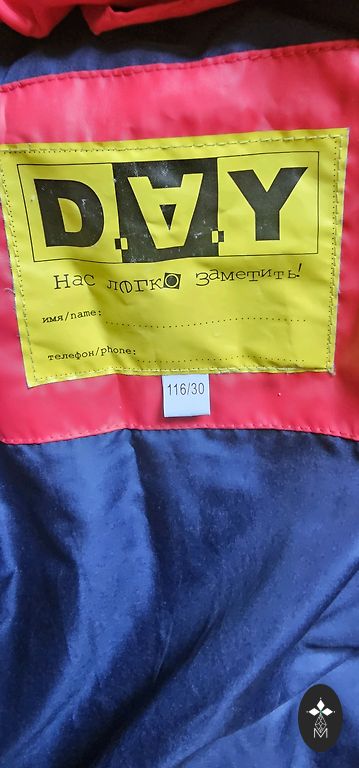 D.A.Y
Нас легко заметить!
имя/name:
телефон/phone:
116/30
M